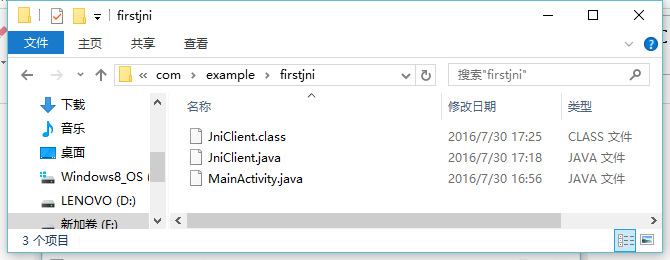 firstjni
文件 主页 共享 查看
« com › example › firstjni 搜索"firstjni"
下载
音乐
桌面
Windows8_OS (
LENOVO (D:)
新加卷 (E:)
名称 修改日期 类型
JniClient.class 2016/7/30 17:25 CLASS 文件
JniClient.java 2016/7/30 17:18 JAVA 文件
MainActivity.java 2016/7/30 16:56 JAVA 文件
3 个项目